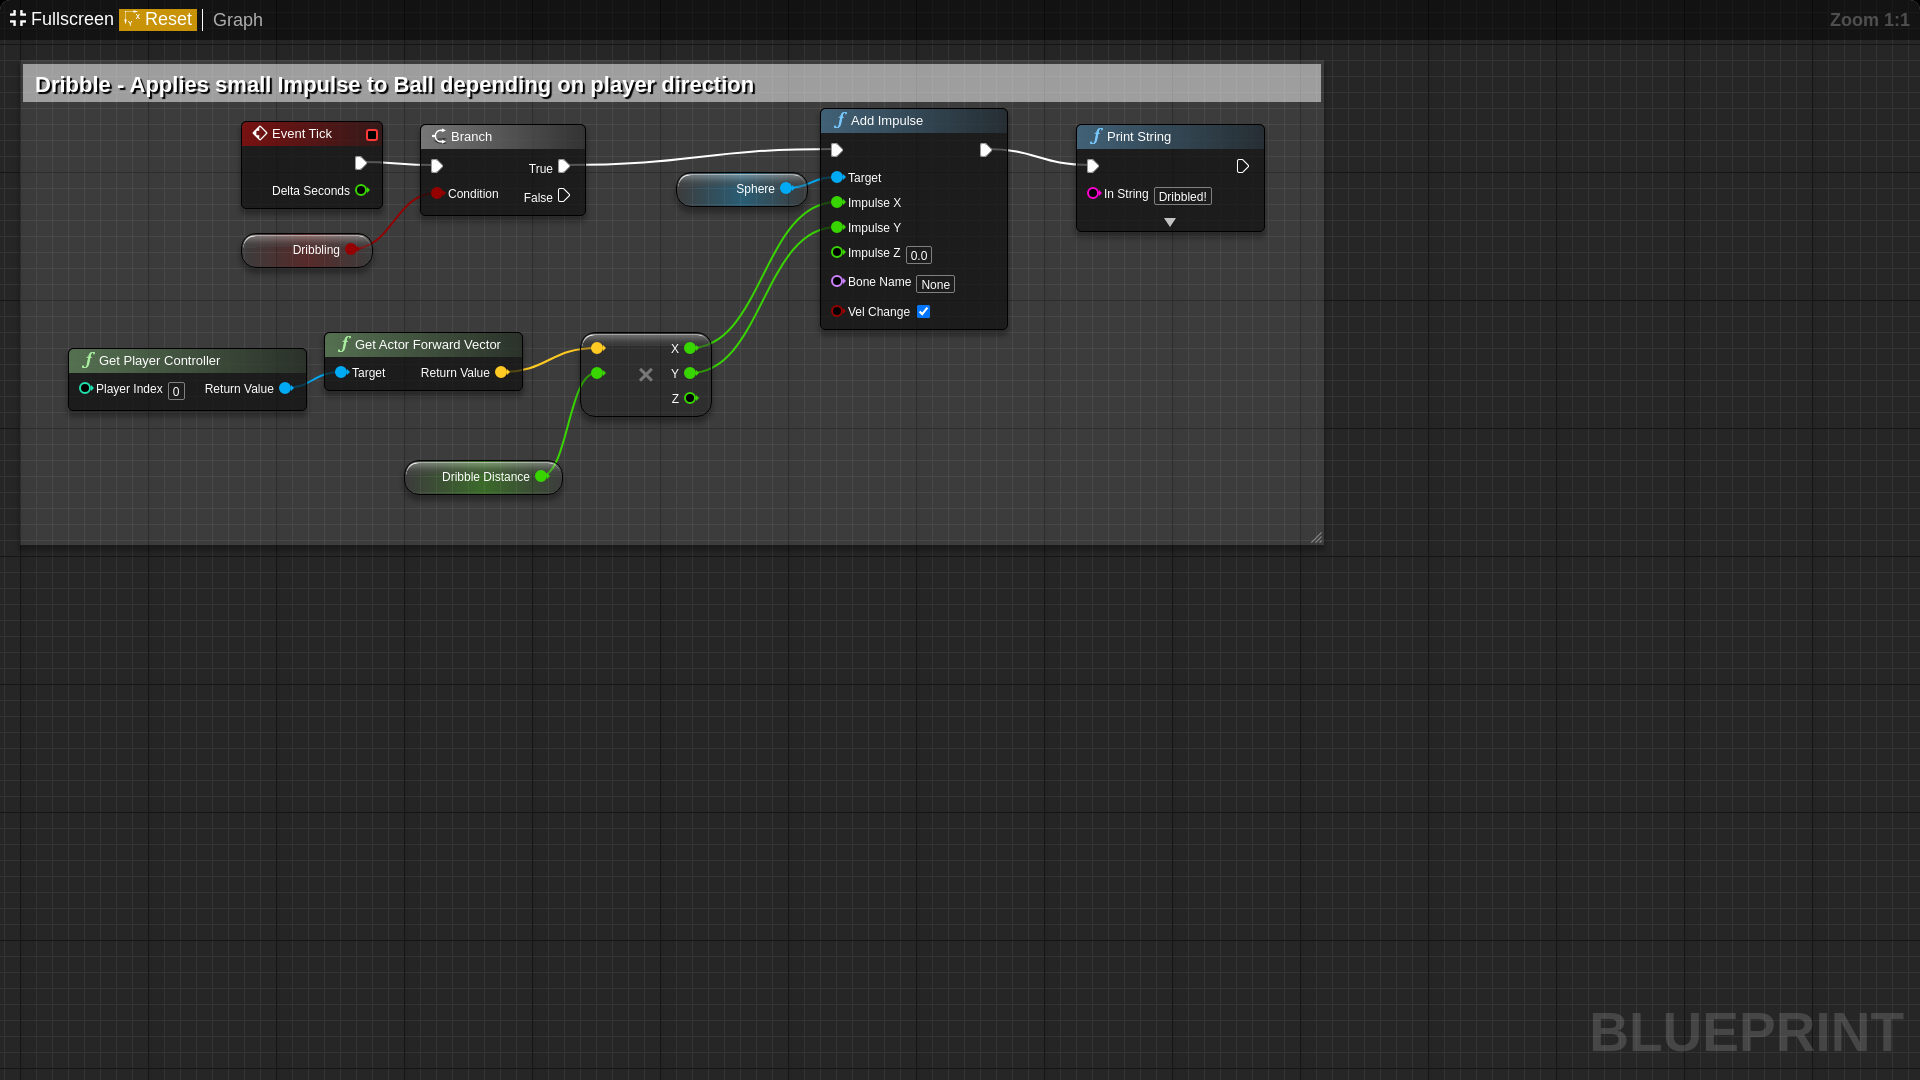 Fullscreen Reset Graph Zoom 1:1
Dribble - Applies small Impulse to Ball depending on player direction
Event Tick
Delta Seconds
Branch
True
Condition
False
Dribbling
Sphere
Add Impulse
Target
Impulse X
Impulse Y
Impulse Z 0.0
Bone Name None
Vel Change
Print String
In String Dribbled!
Get Player Controller
Player Index 0 Return Value
Get Actor Forward Vector
Target Return Value
X
Y
Z
Dribble Distance
BLUEPRINT